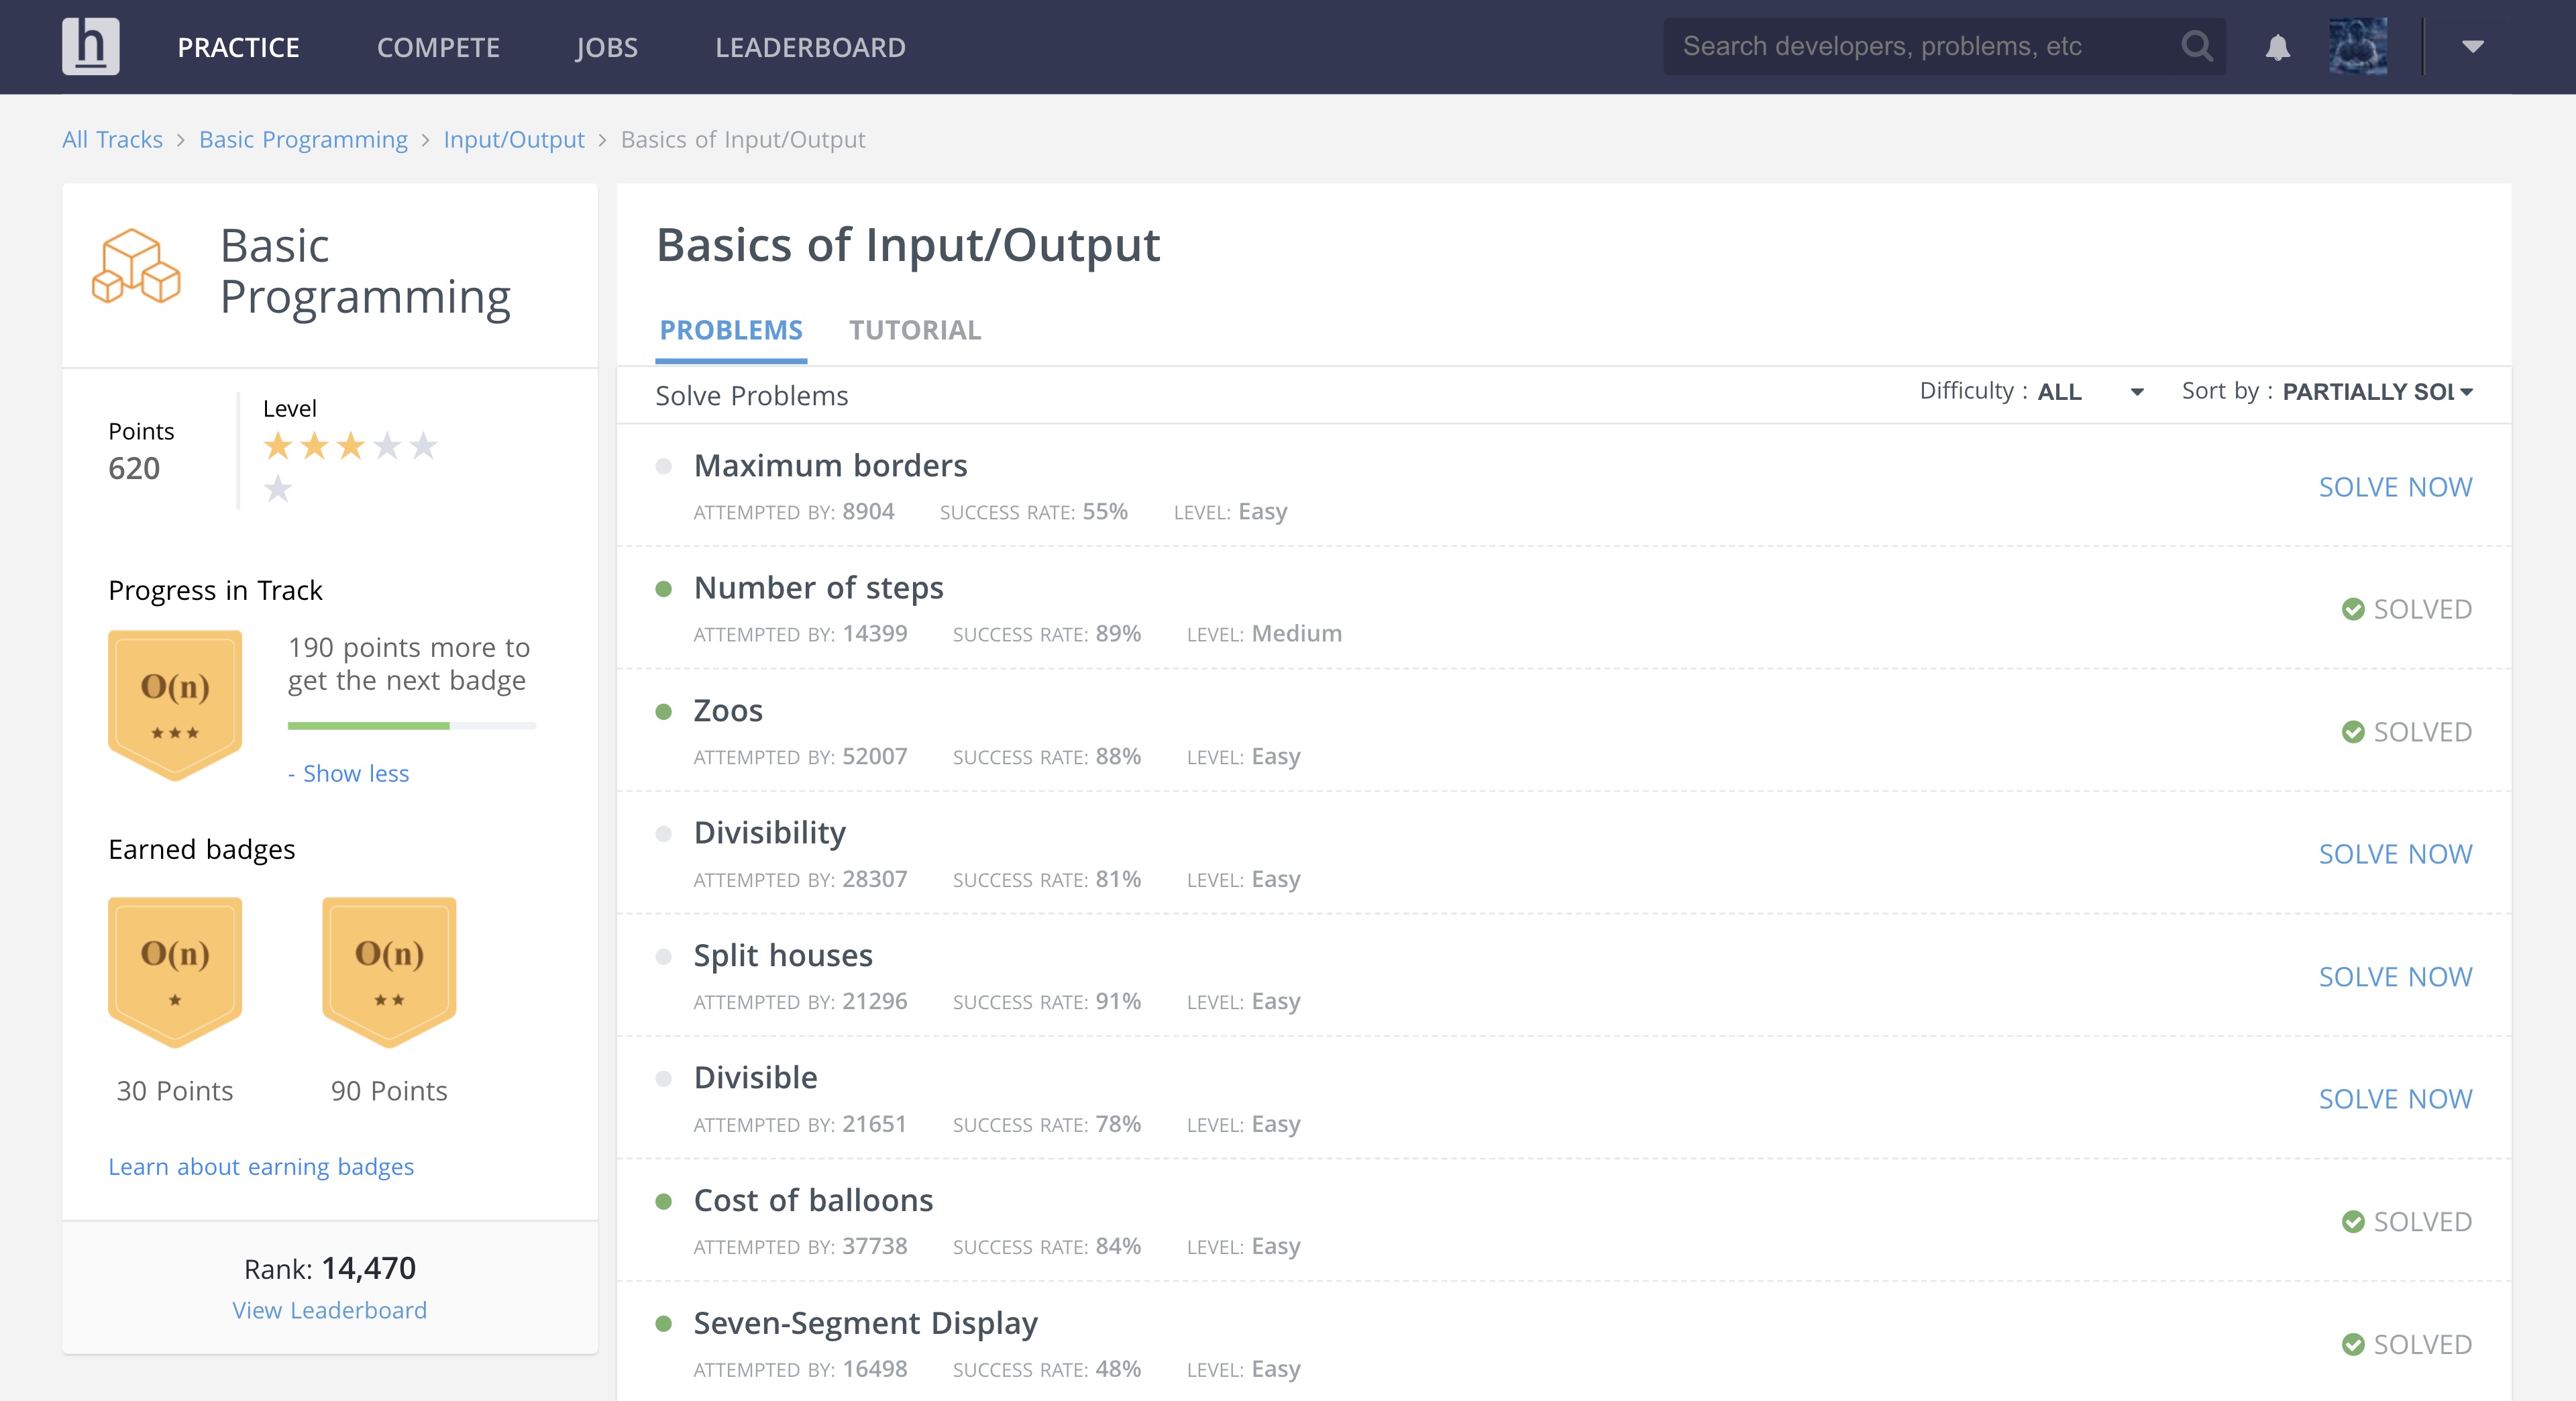 h PRACTICE COMPETE JOBS LEADERBOARD Search developers, problems, etc
All Tracks > Basic Programming > Input/Output > Basics of Input/Output
Basic
Programming
Points
620
Level
Progress in Track
O(n)
190 points more to
get the next badge
- Show less
Earned badges
O(n) O(n)
30 Points 90 Points
Learn about earning badges
Rank: 14,470
View Leaderboard
Basics of Input/Output
PROBLEMS TUTORIAL
Solve Problems Difficulty : ALL Sort by : PARTIALLY SOL
Maximum borders
ATTEMPTED BY: 8904 SUCCESS RATE: 55% LEVEL: Easy
SOLVE NOW
Number of steps
ATTEMPTED BY: 14399 SUCCESS RATE: 89% LEVEL: Medium
SOLVED
Zoos
ATTEMPTED BY: 52007 SUCCESS RATE: 88% LEVEL: Easy
SOLVED
Divisibility
ATTEMPTED BY: 28307 SUCCESS RATE: 81% LEVEL: Easy
SOLVE NOW
Split houses
ATTEMPTED BY: 21296 SUCCESS RATE: 91% LEVEL: Easy
SOLVE NOW
Divisible
ATTEMPTED BY: 21651 SUCCESS RATE: 78% LEVEL: Easy
SOLVE NOW
Cost of balloons
ATTEMPTED BY: 37738 SUCCESS RATE: 84% LEVEL: Easy
SOLVED
Seven-Segment Display
ATTEMPTED BY: 16498 SUCCESS RATE: 48% LEVEL: Easy
SOLVED